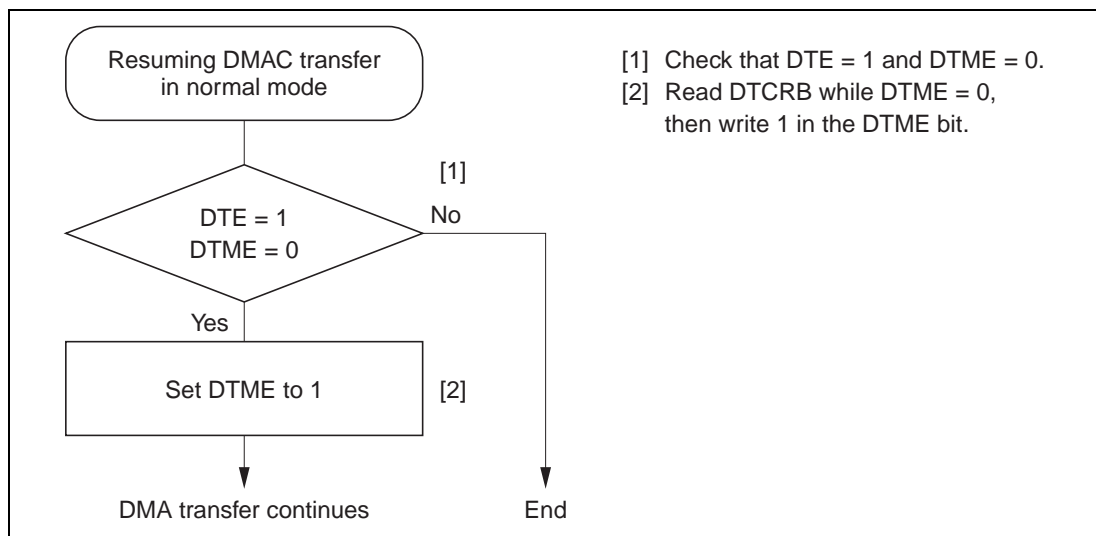 Resuming DMAC transfer
in normal mode
[1] Check that DTE = 1 and DTME = 0.
[2] Read DTCRB while DTME = 0,
then write 1 in the DTME bit.
[1]
DTE = 1
DTME = 0
No
Yes
Set DTME to 1
[2]
DMA transfer continues
End